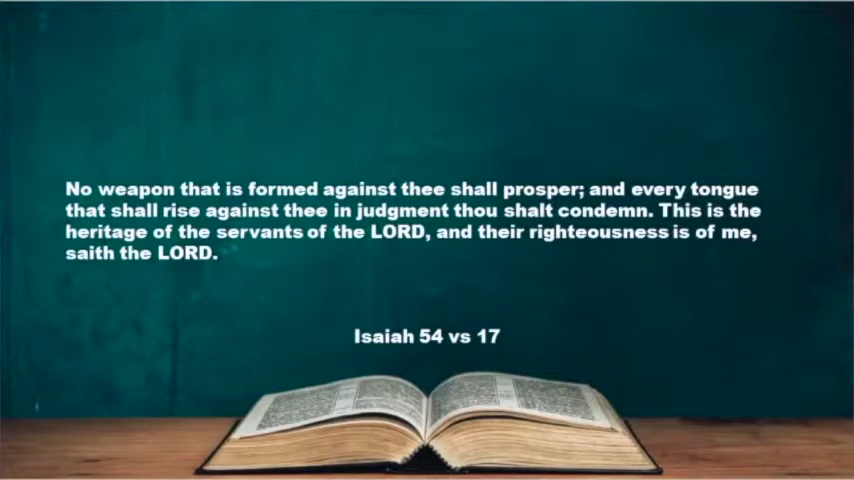 No weapon that is formed against thee shall prosper; and every tongue
that shall rise against thee in judgment thou shalt condemn. This is the
heritage of the servants of the LORD, and their righteousness is of me,
saith the LORD.
Isaiah 54 vs 17